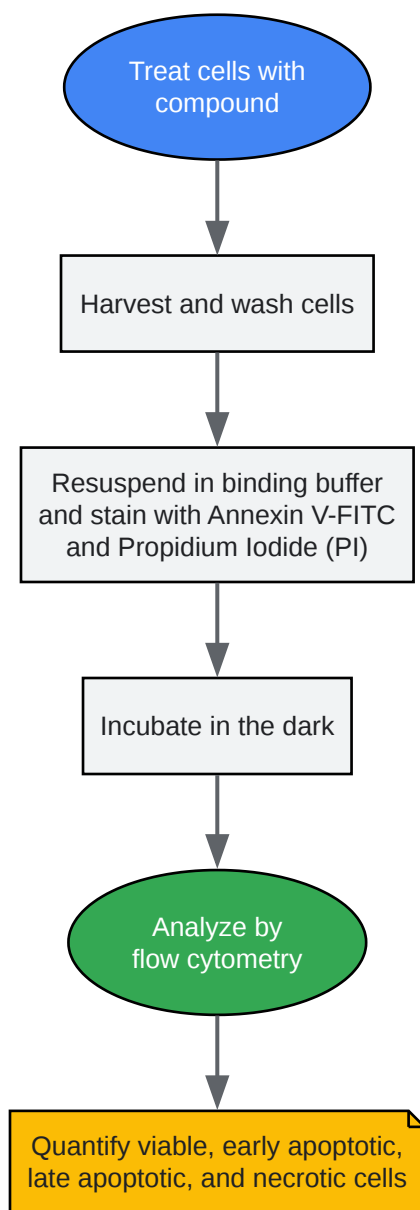 Treat cells with
compound
Harvest and wash cells
Resuspend in binding buffer
and stain with Annexin V-FITC
and Propidium Iodide (PI)
Incubate in the dark
Analyze by
flow cytometry
Quantify viable, early apoptotic,
late apoptotic, and necrotic cells